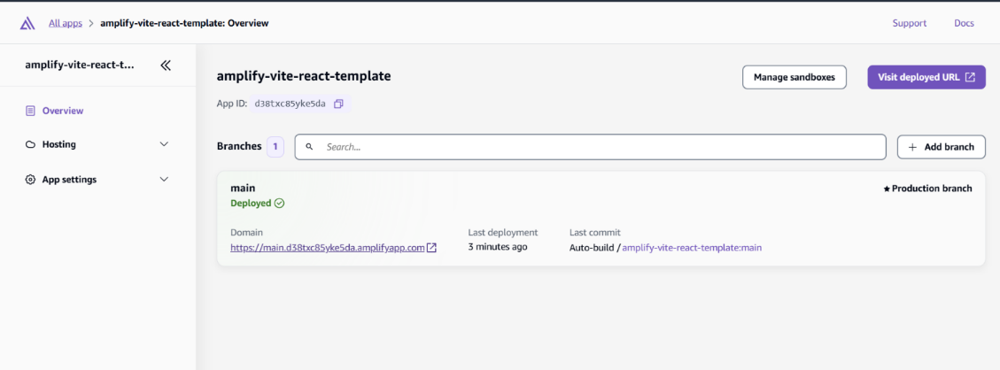 All apps > amplify-vite-react-template: Overview
Support
Docs
amplify-vite-react-t...
Overview
Hosting
App settings
amplify-vite-react-template
Manage sandboxes
Visit deployed URL
App ID: d38txc85yke5da
Branches 1
Search...
+ Add branch
main
★ Production branch
Deployed
Domain
https://main.d38txc85yke5da.amplifyapp.com
Last deployment
3 minutes ago
Last commit
Auto-build / amplify-vite-react-template:main